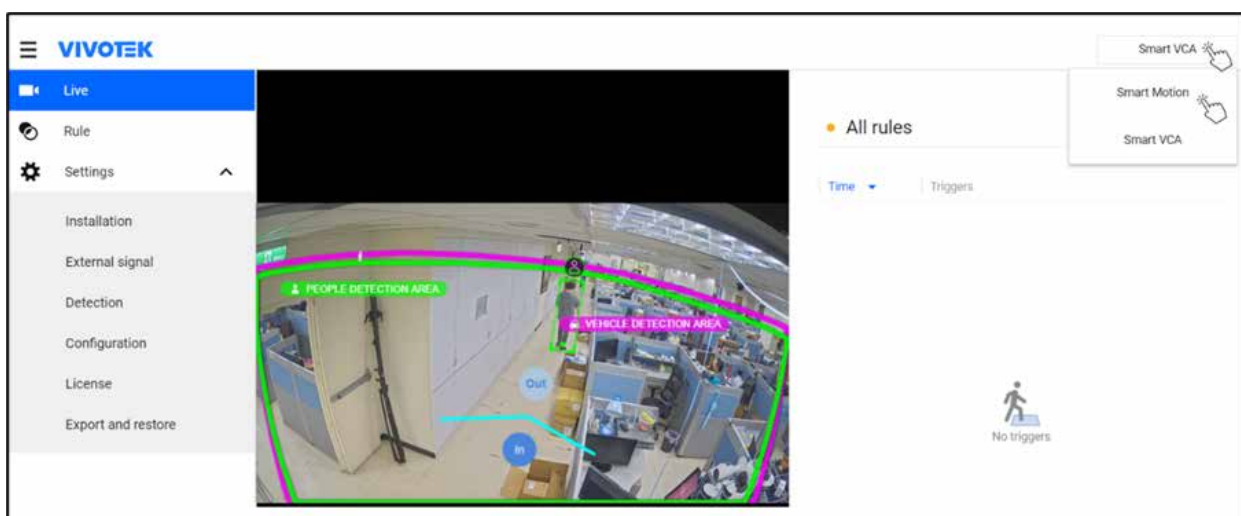 VIVOTEK
Smart VCA
Live
Smart Motion
Smart VCA
Rule
All rules
Settings
Time
Triggers
Installation
External signal
Detection
Configuration
License
Export and restore
PEOPLE DETECTION AREA
VEHICLE DETECTION AREA
Out
In
No triggers